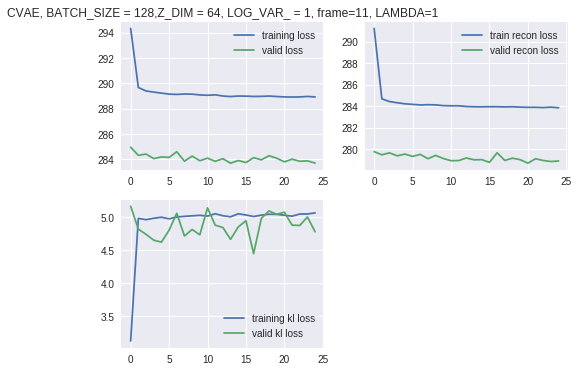 CVAE, BATCH_SIZE = 128,Z_DIM = 64, LOG_VAR_ = 1, frame=11, LAMBDA=1
294
292
290
288
286
284
training loss
valid loss
0 5 10 15 20 25
290
288
286
284
282
280
train recon loss
valid recon loss
0 5 10 15 20 25
5.0
4.5
4.0
3.5
training kl loss
valid kl loss
0 5 10 15 20 25